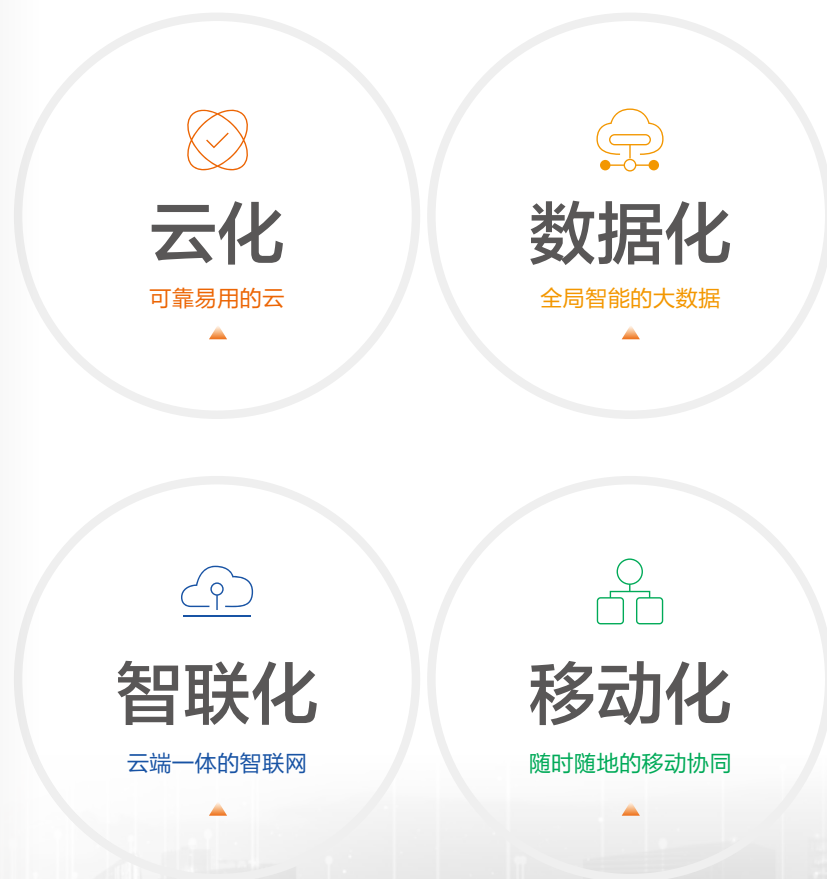 云化
可靠易用的云
数据化
全局智能的大数据
智联化
云端一体的智联网
移动化
随时随地的移动协同